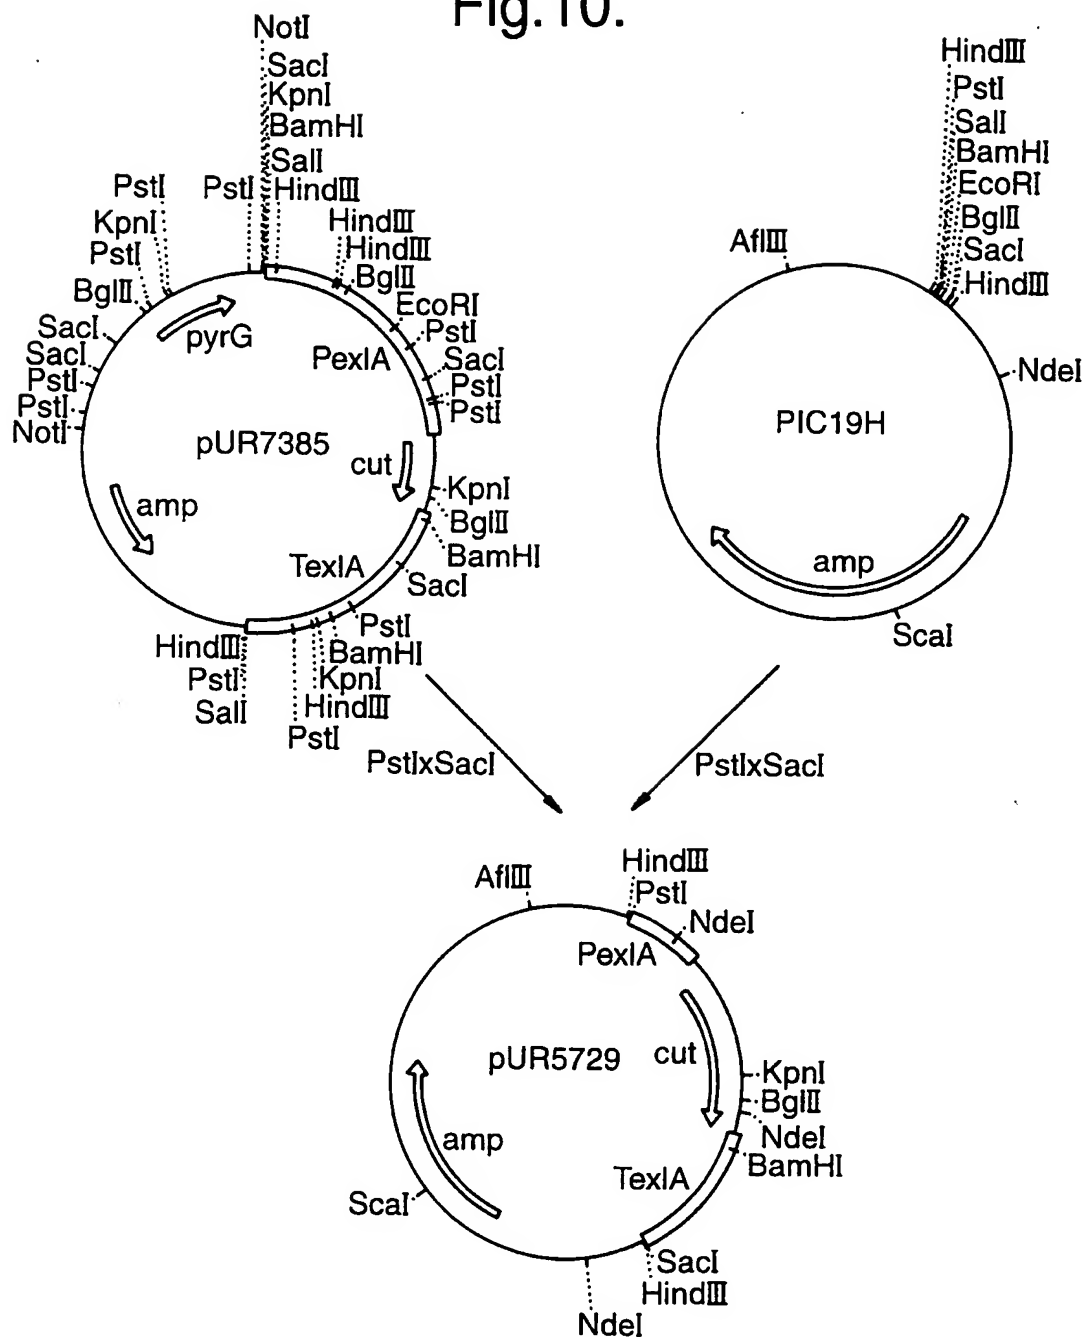 Fig.10.
NotI
SacI
KpnI
BamHI
SalI
HindIII
PstI
PstI
KpnI
PstI
BglII
SacI
SacI
PstI
PstI
NotI
HindIII
HindIII
BglII
EcoRI
PstI
SacI
PstI
PstI
pyrG
PexlA
pUR7385
cut
amp
TexlA
KpnI
BglII
BamHI
SacI
PstI
BamHI
KpnI
HindIII
PstI
HindIII
PstI
SalI
HindIII
PstI
SalI
BamHI
EcoRI
BglII
SacI
HindIII
AflIII
NdeI
PIC19H
amp
ScaI
PstIxSacI
PstIxSacI
AflIII
HindIII
PstI
NdeI
PexlA
pUR5729
cut
KpnI
BglII
NdeI
BamHI
amp
TexlA
ScaI
SacI
HindIII
NdeI